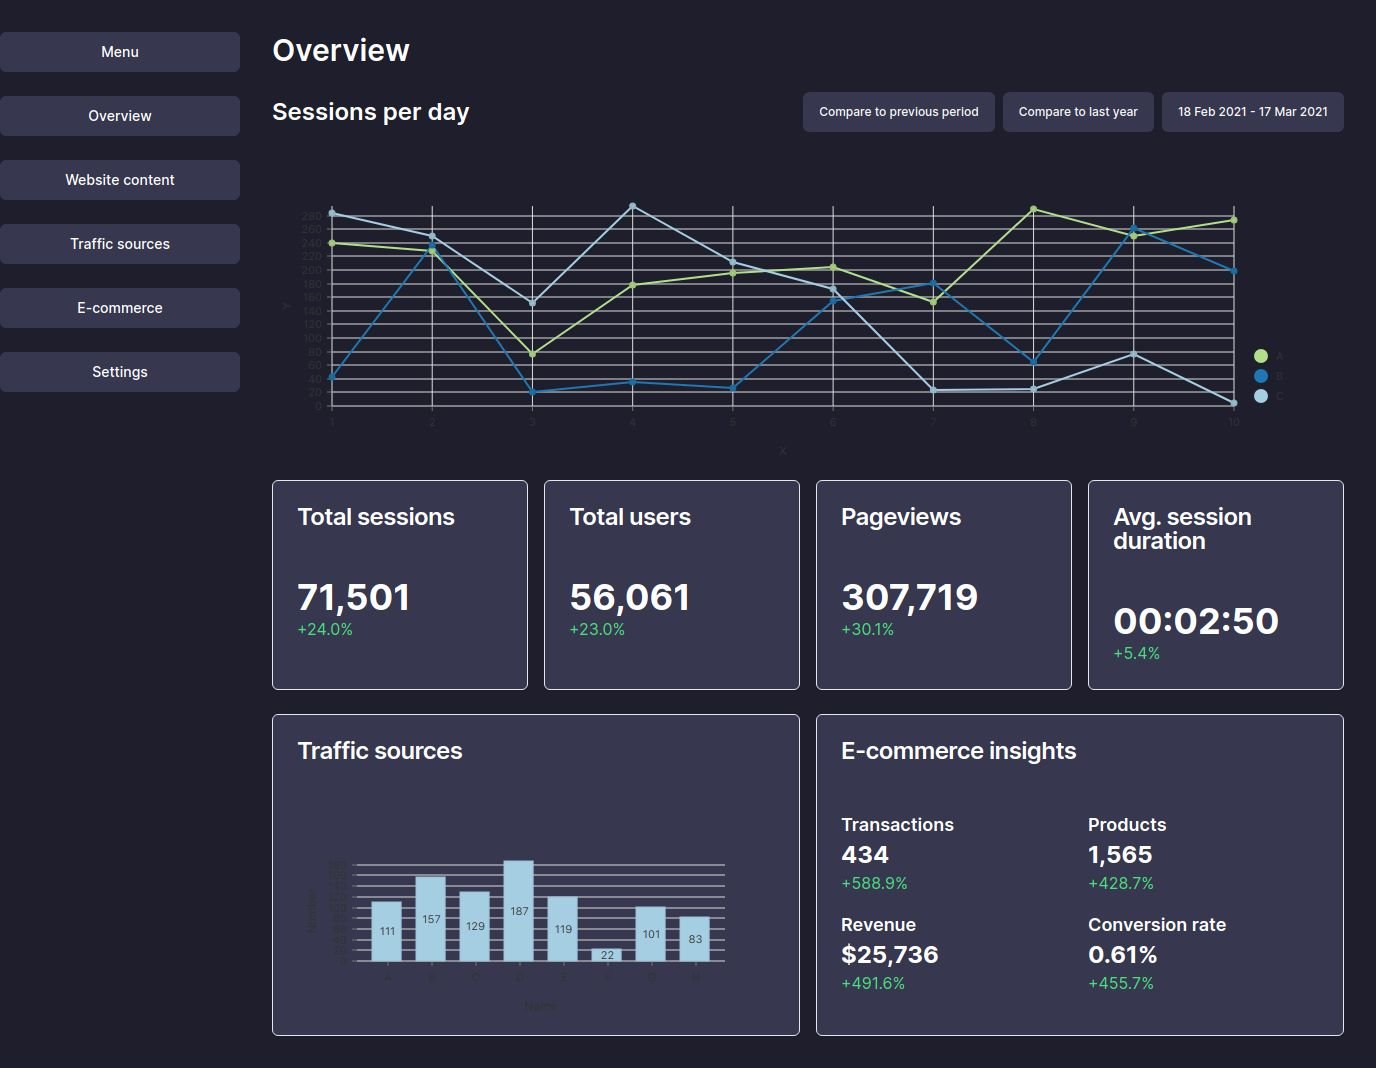 Menu
Overview
Website content
Traffic sources
E-commerce
Settings
Overview
Sessions per day
Compare to previous period
Compare to last year
18 Feb 2021 - 17 Mar 2021
280
260
240
220
200
180
160
140
120
100
80
60
40
20
0
Y
1 2 3 4 5 6 7 8 9 10
X
A
B
C
Total sessions
71,501
+24.0%
Total users
56,061
+23.0%
Pageviews
307,719
+30.1%
Avg. session
duration
00:02:50
+5.4%
Traffic sources
Number
111 157 129 187 119 22 101 83
Name
E-commerce insights
Transactions
434
+588.9%
Products
1,565
+428.7%
Revenue
$25,736
+491.6%
Conversion rate
0.61%
+455.7%